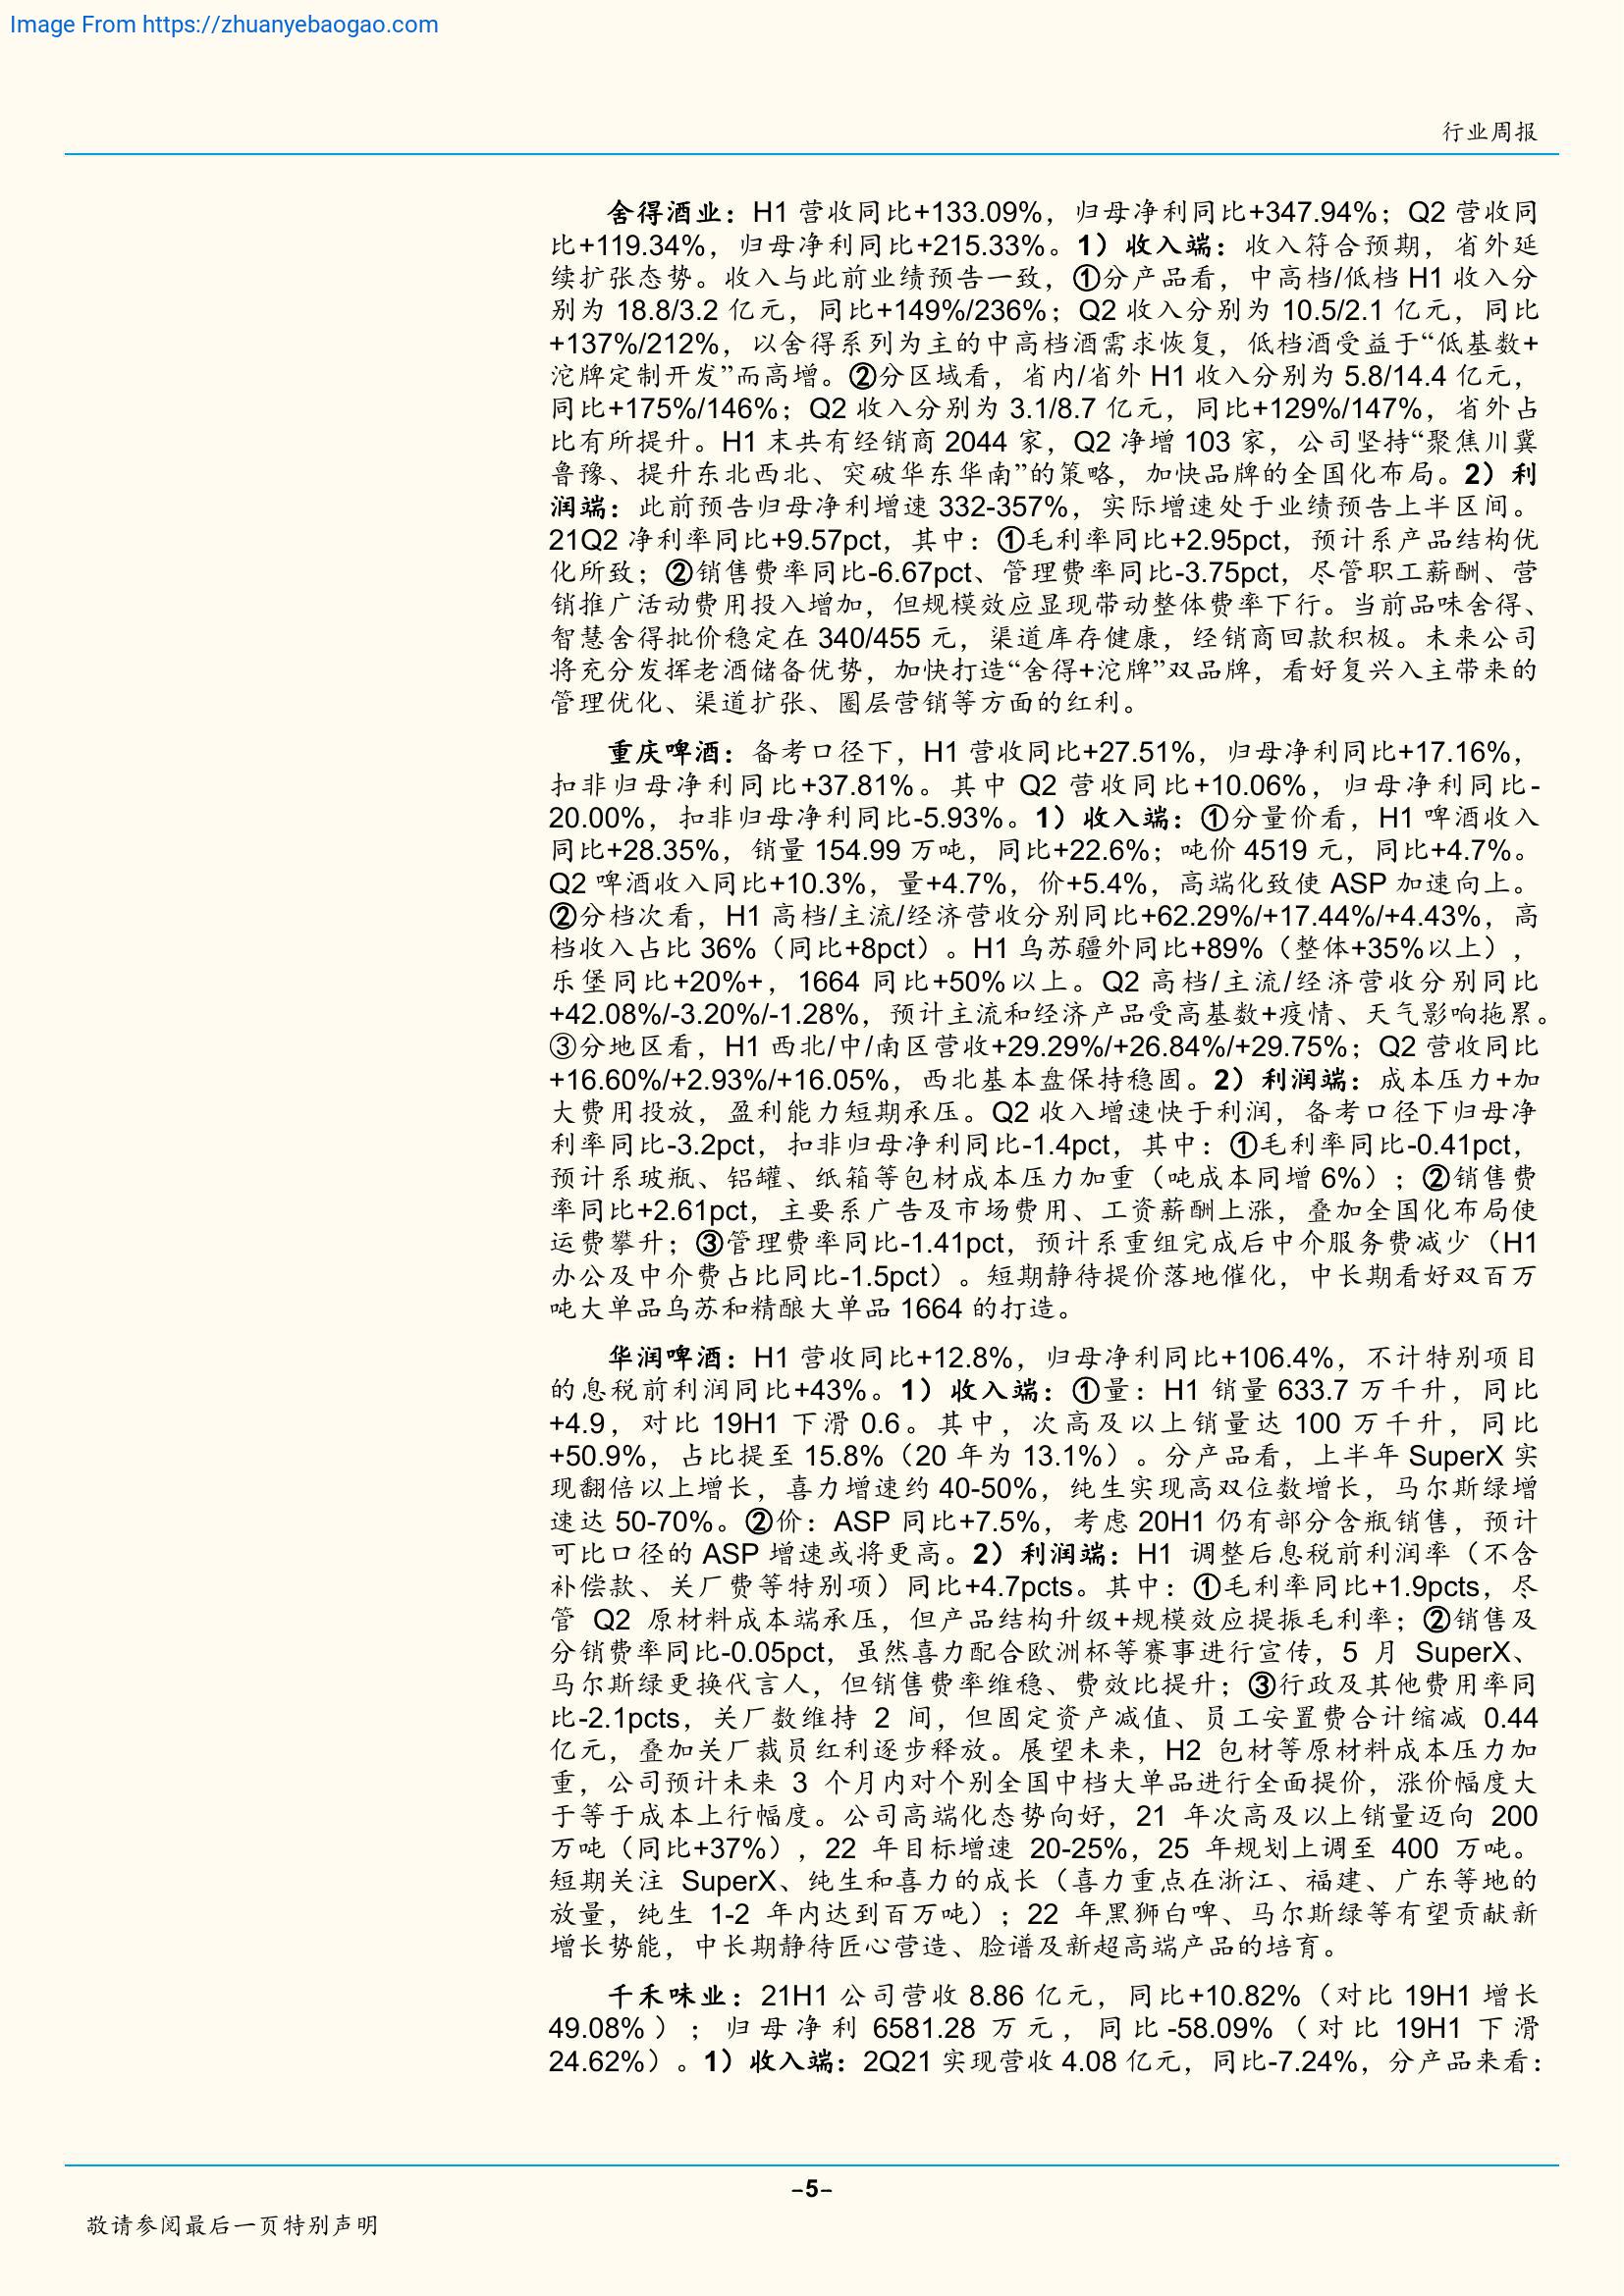 Image From https://zhuanyebaogao.com
行业周报
舍得酒业：H1 营收同比+133.09%，归母净利同比+347.94%；Q2 营收同
比+119.34%，归母净利同比+215.33%。1）收入端：收入符合预期，省外延
续扩张态势。收入与此前业绩预告一致，①分产品看，中高档/低档 H1 收入分
别为 18.8/3.2 亿元，同比+149%/236%；Q2 收入分别为 10.5/2.1 亿元，同比
+137%/212%，以舍得系列为主的中高档酒需求恢复，低档酒受益于“低基数+
沱牌定制开发”而高增。②分区域看，省内/省外 H1 收入分别为 5.8/14.4 亿元，
同比+175%/146%；Q2 收入分别为 3.1/8.7 亿元，同比+129%/147%，省外占
比有所提升。H1 末共有经销商 2044 家，Q2 净增 103 家，公司坚持“聚焦川冀
鲁豫、提升东北西北、突破华东华南”的策略，加快品牌的全国化布局。2）利
润端：此前预告归母净利增速 332-357%，实际增速处于业绩预告上半区间。
21Q2 净利率同比+9.57pct，其中：①毛利率同比+2.95pct，预计系产品结构优
化所致；②销售费率同比-6.67pct、管理费率同比-3.75pct，尽管职工薪酬、营
销推广活动费用投入增加，但规模效应显现带动整体费率下行。当前品味舍得、
智慧舍得批价稳定在 340/455 元，渠道库存健康，经销商回款积极。未来公司
将充分发挥老酒储备优势，加快打造“舍得+沱牌”双品牌，看好复兴入主带来的
管理优化、渠道扩张、圈层营销等方面的红利。
重庆啤酒：备考口径下，H1 营收同比+27.51%，归母净利同比+17.16%，
扣非归母净利同比+37.81%。其中 Q2 营收同比+10.06%，归母净利同比-
20.00%，扣非归母净利同比-5.93%。1）收入端：①分量价看，H1 啤酒收入
同比+28.35%，销量 154.99 万吨，同比+22.6%；吨价 4519 元，同比+4.7%。
Q2 啤酒收入同比+10.3%，量+4.7%，价+5.4%，高端化致使 ASP 加速向上。
②分档次看，H1 高档/主流/经济营收分别同比+62.29%/+17.44%/+4.43%，高
档收入占比 36%（同比+8pct）。H1 乌苏疆外同比+89%（整体+35%以上），
乐堡同比+20%+，1664 同比+50%以上。Q2 高档/主流/经济营收分别同比
+42.08%/-3.20%/-1.28%，预计主流和经济产品受高基数+疫情、天气影响拖累。
③分地区看，H1 西北/中/南区营收+29.29%/+26.84%/+29.75%；Q2 营收同比
+16.60%/+2.93%/+16.05%，西北基本盘保持稳固。2）利润端：成本压力+加
大费用投放，盈利能力短期承压。Q2 收入增速快于利润，备考口径下归母净
利率同比-3.2pct，扣非归母净利同比-1.4pct，其中：①毛利率同比-0.41pct，
预计系玻瓶、铝罐、纸箱等包材成本压力加重（吨成本同增 6%）；②销售费
率同比+2.61pct，主要系广告及市场费用、工资薪酬上涨，叠加全国化布局使
运费攀升；③管理费率同比-1.41pct，预计系重组完成后中介服务费减少（H1
办公及中介费占比同比-1.5pct）。短期静待提价落地催化，中长期看好双百万
吨大单品乌苏和精酿大单品 1664 的打造。
华润啤酒：H1 营收同比+12.8%，归母净利同比+106.4%，不计特别项目
的息税前利润同比+43%。1）收入端：①量：H1 销量 633.7 万千升，同比
+4.9，对比 19H1 下滑 0.6。其中，次高及以上销量达 100 万千升，同比
+50.9%，占比提至 15.8%（20 年为 13.1%）。分产品看，上半年 SuperX 实
现翻倍以上增长，喜力增速约 40-50%，纯生实现高双位数增长，马尔斯绿增
速达 50-70%。②价：ASP 同比+7.5%，考虑 20H1 仍有部分含瓶销售，预计
可比口径的 ASP 增速或将更高。2）利润端：H1 调整后息税前利润率（不含
补偿款、关厂费等特别项）同比+4.7pcts。其中：①毛利率同比+1.9pcts，尽
管 Q2 原材料成本端承压，但产品结构升级+规模效应提振毛利率；②销售及
分销费率同比-0.05pct，虽然喜力配合欧洲杯等赛事进行宣传，5 月 SuperX、
马尔斯绿更换代言人，但销售费率维稳、费效比提升；③行政及其他费用率同
比-2.1pcts，关厂数维持 2 间，但固定资产减值、员工安置费合计缩减 0.44
亿元，叠加关厂裁员红利逐步释放。展望未来，H2 包材等原材料成本压力加
重，公司预计未来 3 个月内对个别全国中档大单品进行全面提价，涨价幅度大
于等于成本上行幅度。公司高端化态势向好，21 年次高及以上销量迈向 200
万吨（同比+37%），22 年目标增速 20-25%，25 年规划上调至 400 万吨。
短期关注 SuperX、纯生和喜力的成长（喜力重点在浙江、福建、广东等地的
放量，纯生 1-2 年内达到百万吨）；22 年黑狮白啤、马尔斯绿等有望贡献新
增长势能，中长期静待匠心营造、脸谱及新超高端产品的培育。
千禾味业：21H1 公司营收 8.86 亿元，同比+10.82%（对比 19H1 增长
49.08%）；归母净利 6581.28 万元，同比-58.09%（对比 19H1 下滑
24.62%）。1）收入端：2Q21 实现营收 4.08 亿元，同比-7.24%，分产品来看：
-5-
敬请参阅最后一页特别声明